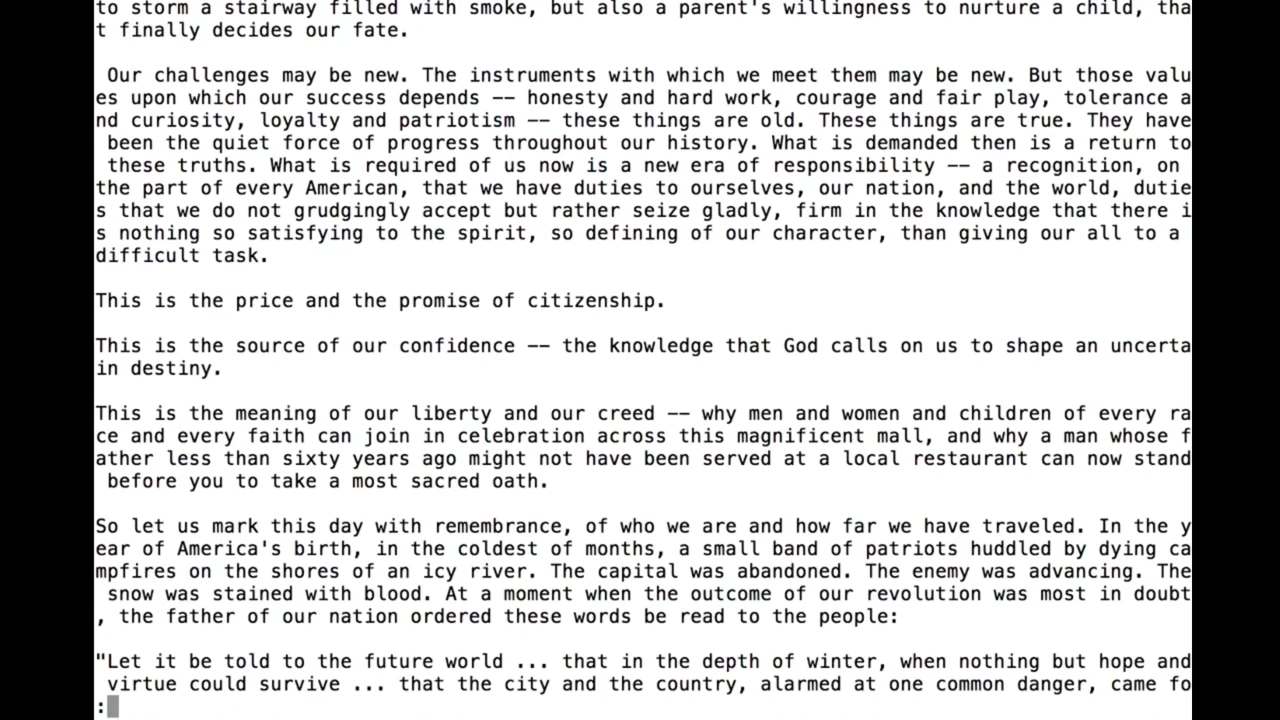 to storm a stairway filled with smoke, but also a parent's willingness to nurture a child, tha
t finally decides our fate.
 Our challenges may be new. The instruments with which we meet them may be new. But those valu
es upon which our success depends -- honesty and hard work, courage and fair play, tolerance a
nd curiosity, loyalty and patriotism -- these things are old. These things are true. They have
 been the quiet force of progress throughout our history. What is demanded then is a return to
 these truths. What is required of us now is a new era of responsibility -- a recognition, on
the part of every American, that we have duties to ourselves, our nation, and the world, dutie
s that we do not grudgingly accept but rather seize gladly, firm in the knowledge that there i
s nothing so satisfying to the spirit, so defining of our character, than giving our all to a
difficult task.
This is the price and the promise of citizenship.
This is the source of our confidence -- the knowledge that God calls on us to shape an uncerta
in destiny.
This is the meaning of our liberty and our creed -- why men and women and children of every ra
ce and every faith can join in celebration across this magnificent mall, and why a man whose f
ather less than sixty years ago might not have been served at a local restaurant can now stand
 before you to take a most sacred oath.
So let us mark this day with remembrance, of who we are and how far we have traveled. In the y
ear of America's birth, in the coldest of months, a small band of patriots huddled by dying ca
mpfires on the shores of an icy river. The capital was abandoned. The enemy was advancing. The
 snow was stained with blood. At a moment when the outcome of our revolution was most in doubt
, the father of our nation ordered these words be read to the people:
"Let it be told to the future world ... that in the depth of winter, when nothing but hope and
 virtue could survive ... that the city and the country, alarmed at one common danger, came fo
: